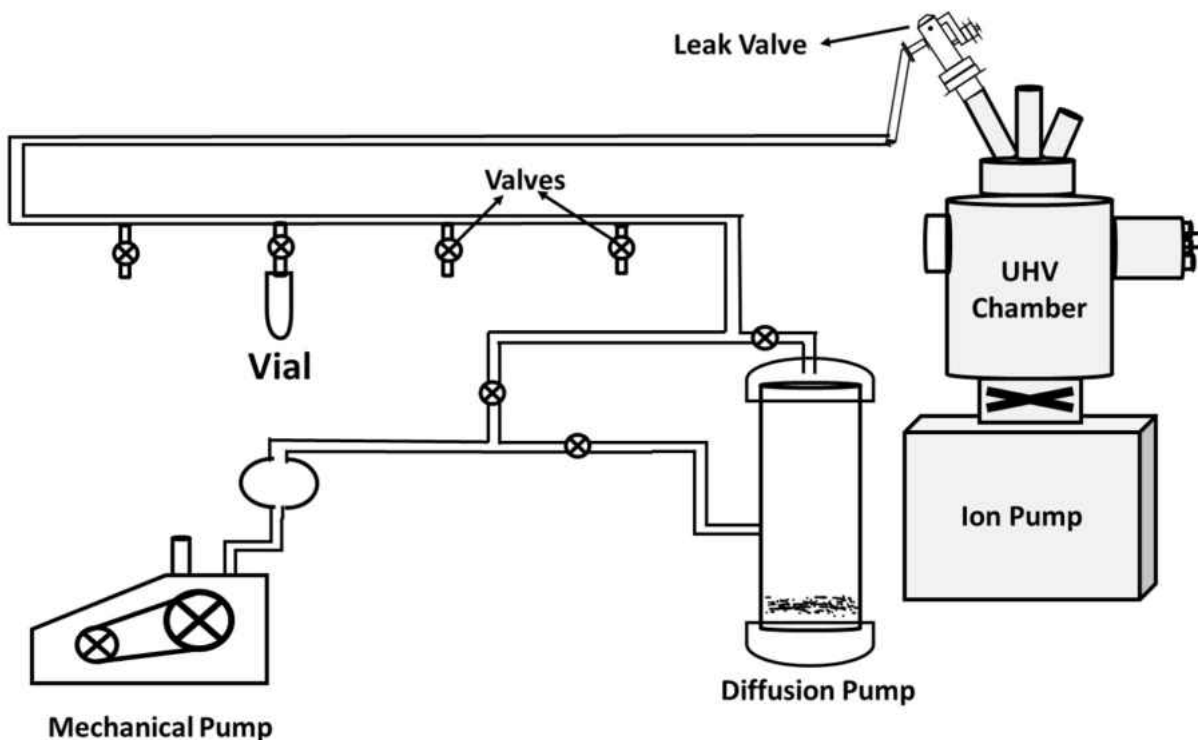 Leak Valve
Valves
UHV
Chamber
Vial
Ion Pump
Diffusion Pump
Mechanical Pump